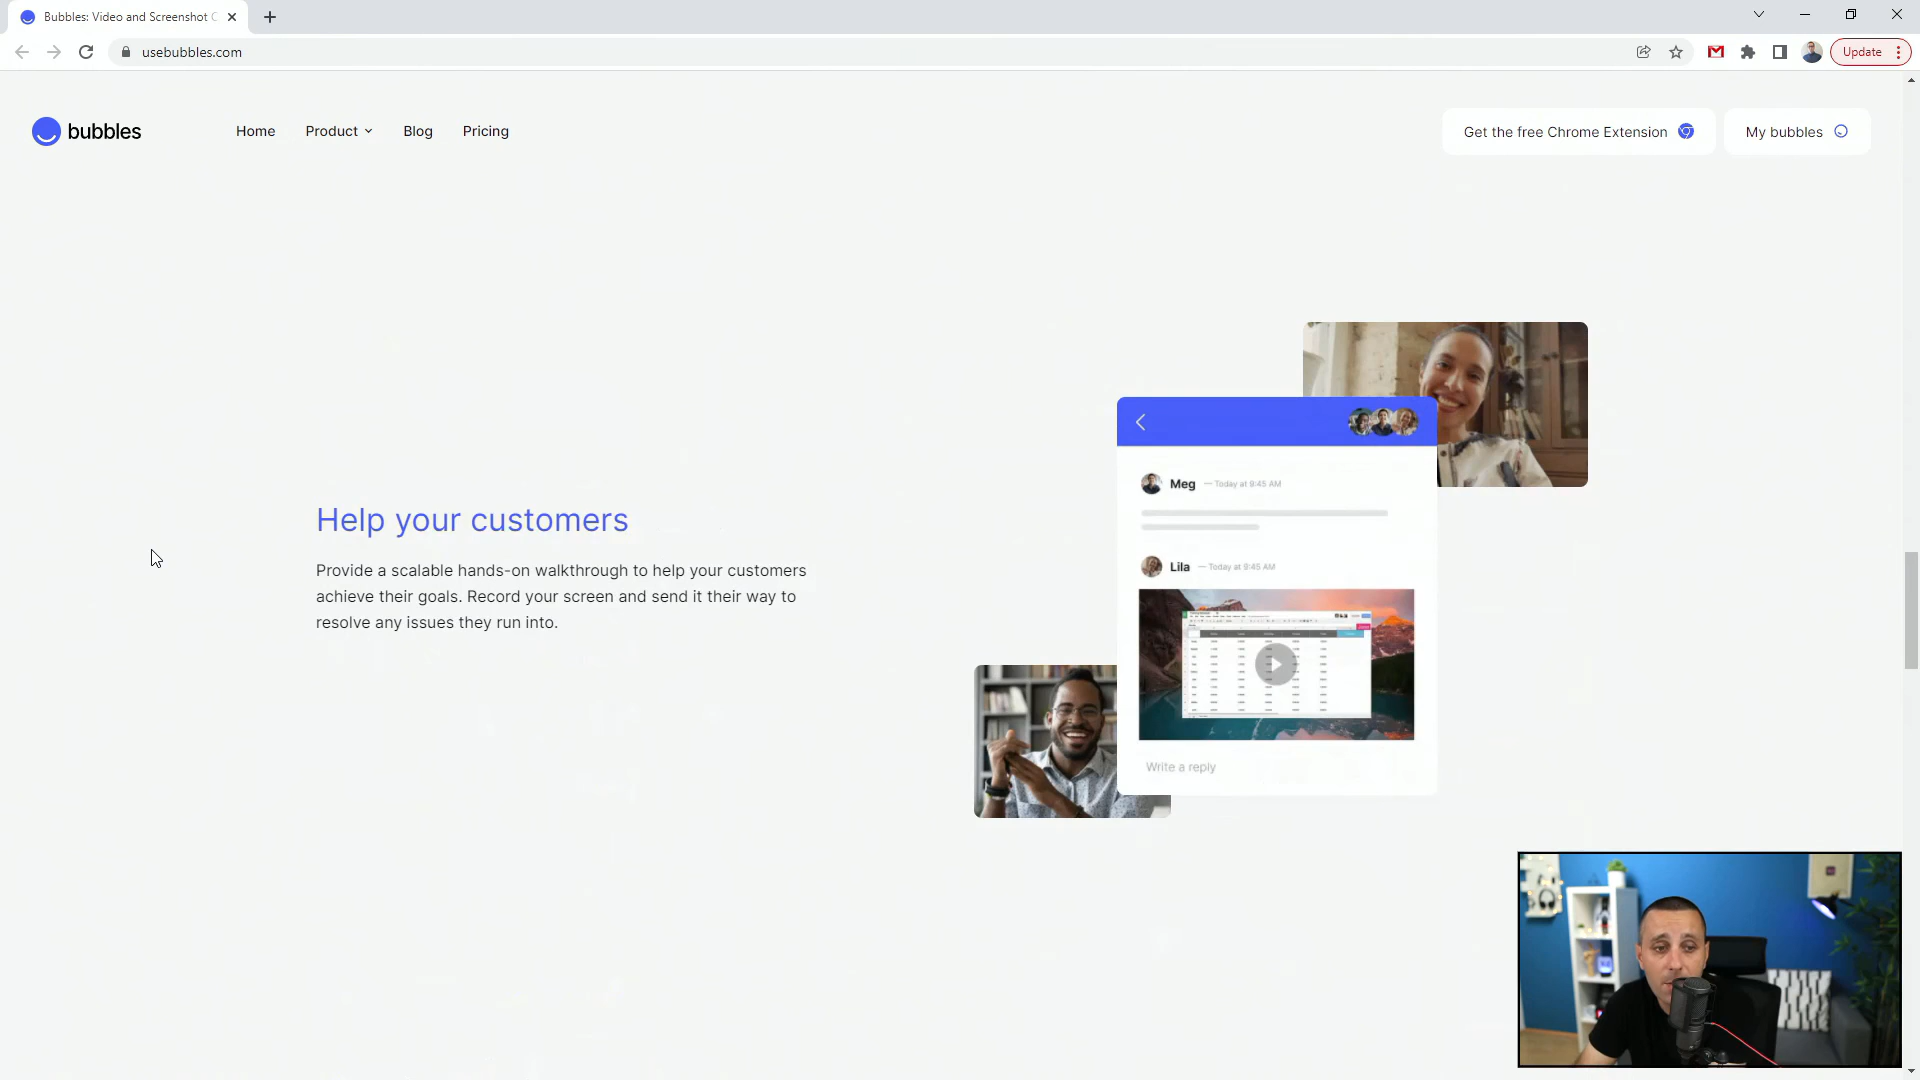 Bubbles: Video and Screenshot C
usebubbles.com
Update
bubbles
Home
Product
Blog
Pricing
Get the free Chrome Extension
My bubbles
Help your customers
Provide a scalable hands-on walkthrough to help your customers
achieve their goals. Record your screen and send it their way to
resolve any issues they run into.
Meg — Today at 9:45 AM
Lila — Today at 9:45 AM
Write a reply